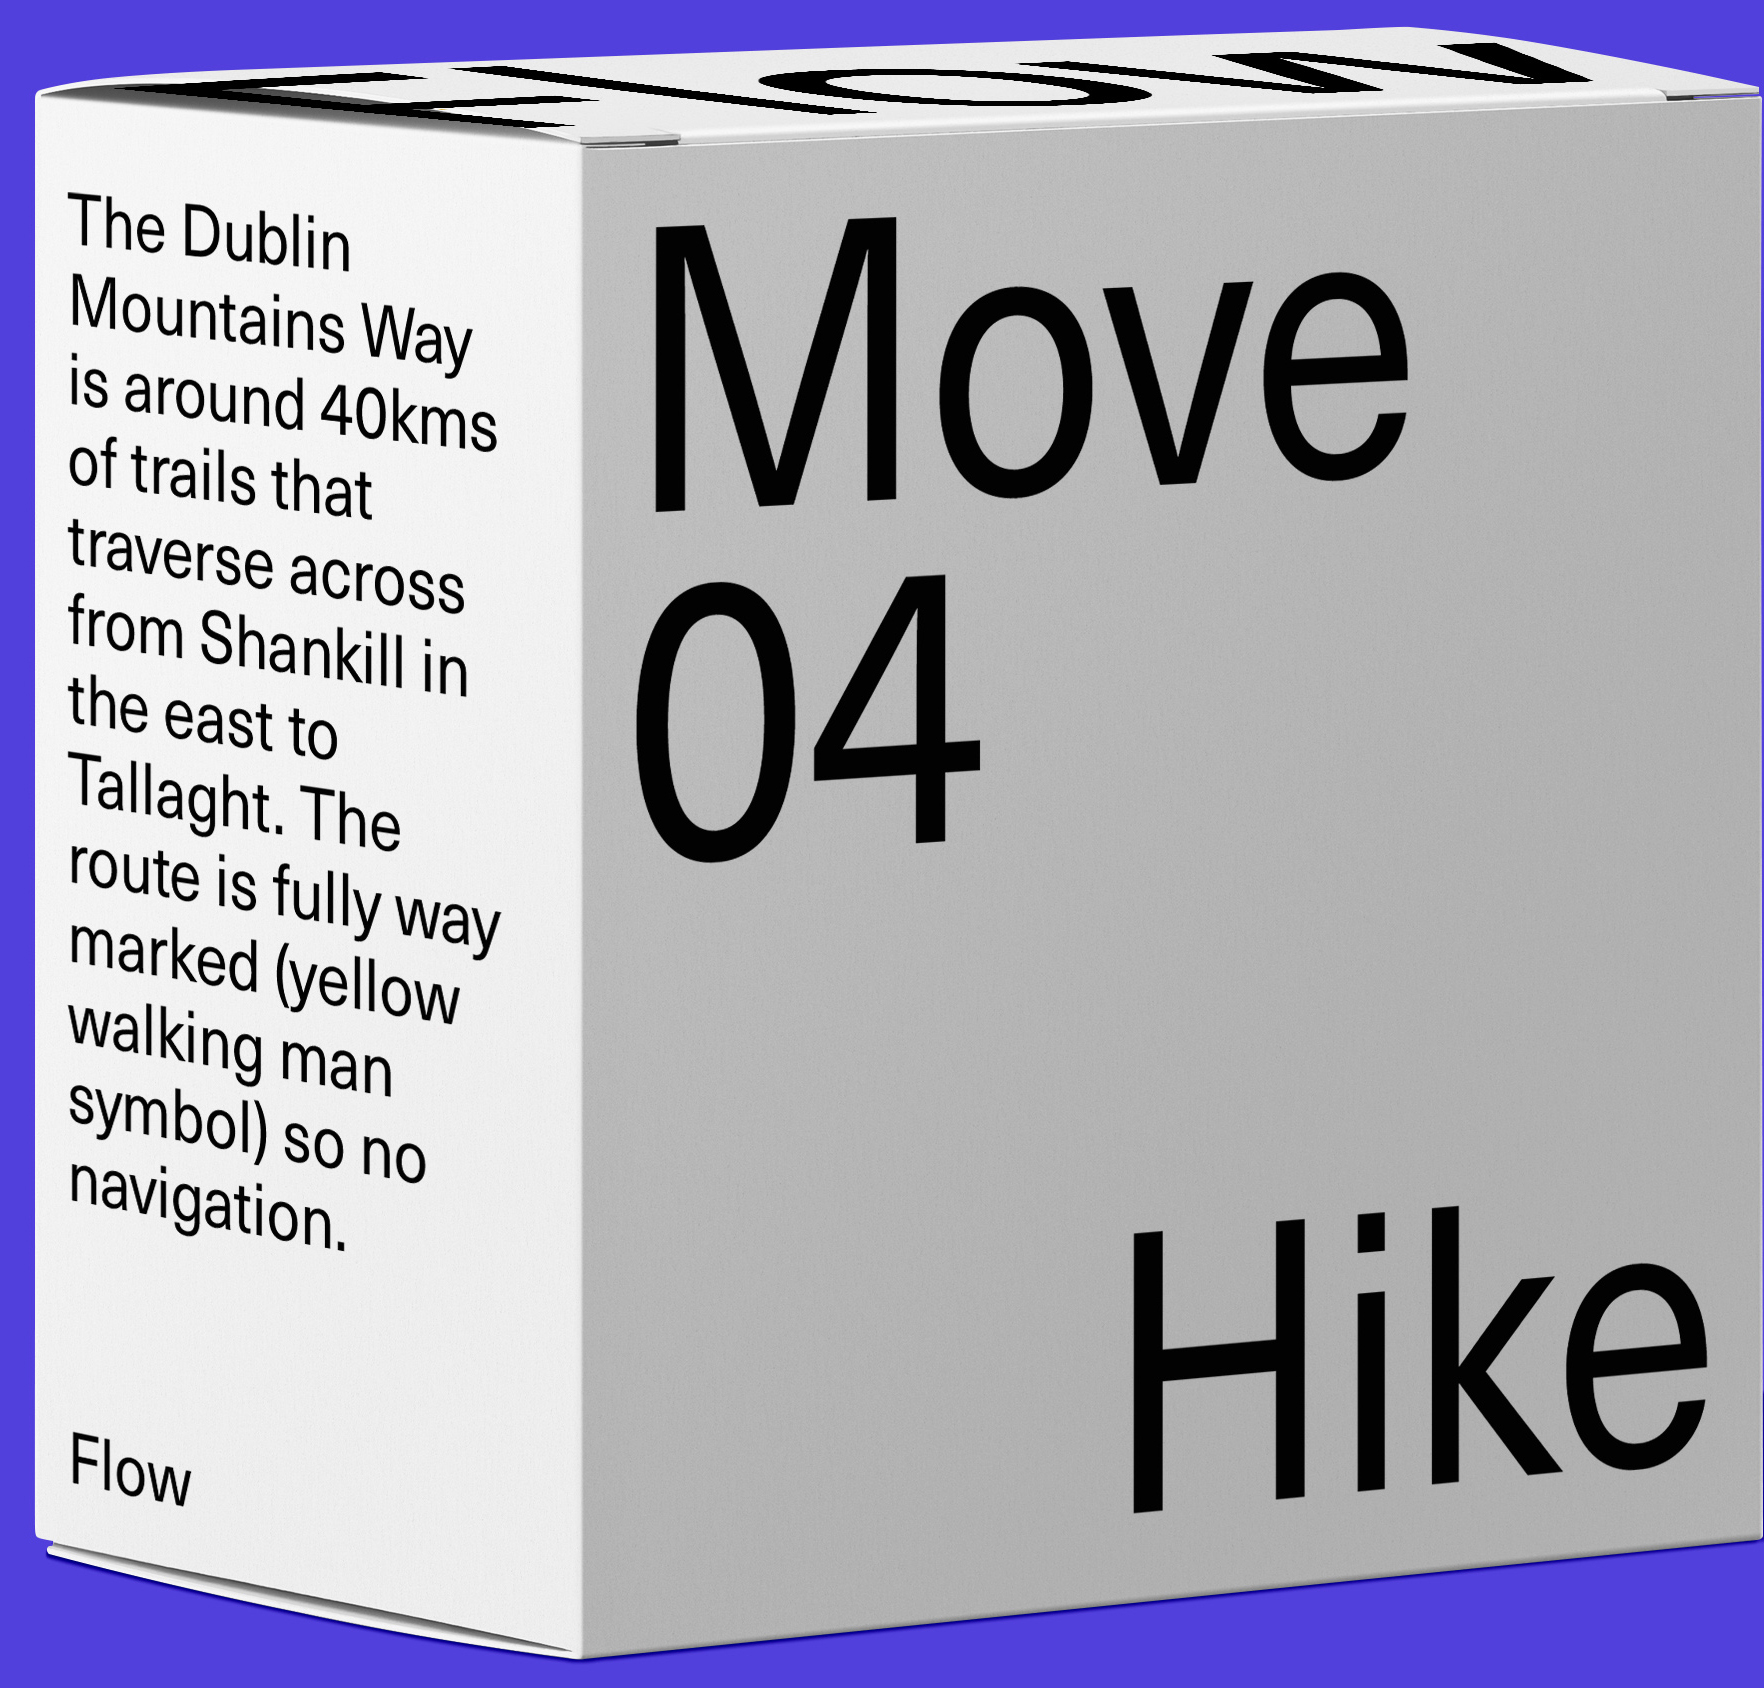 Flow
The Dublin
Mountains Way
is around 40kms
of trails that
traverse across
from Shankill in
the east to
Tallaght. The
route is fully way
marked (yellow
walking man
symbol) so no
navigation.
Flow
Move
04
Hike